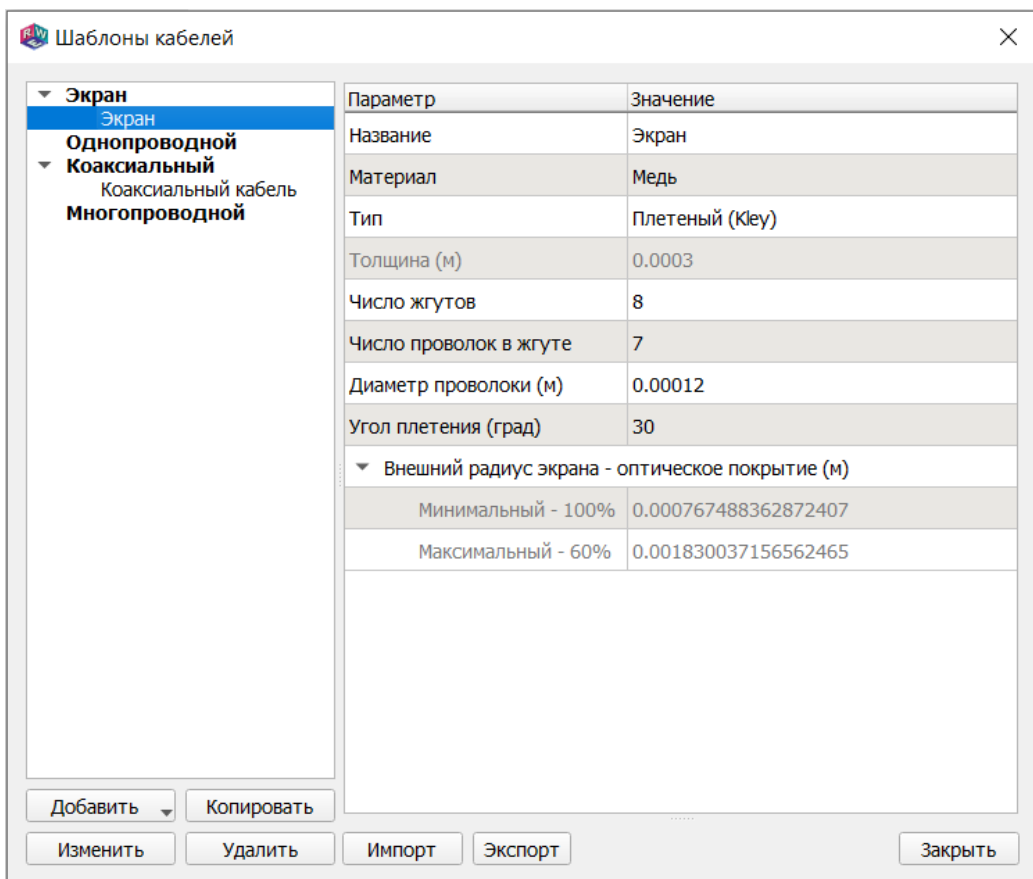 Шаблоны кабелей
Экран
Экран
Однопроводной
Коаксиальный
Коаксиальный кабель
Многопроводной
Параметр Значение
Название Экран
Материал Медь
Тип Плетеный (Kley)
Толщина (м) 0.0003
Число жгутов 8
Число проволок в жгуте 7
Диаметр проволоки (м) 0.00012
Угол плетения (град) 30
Внешний радиус экрана - оптическое покрытие (м)
Минимальный - 100% 0.000767488362872407
Максимальный - 60% 0.001830037156562465
Добавить Копировать
Изменить Удалить Импорт Экспорт Закрыть